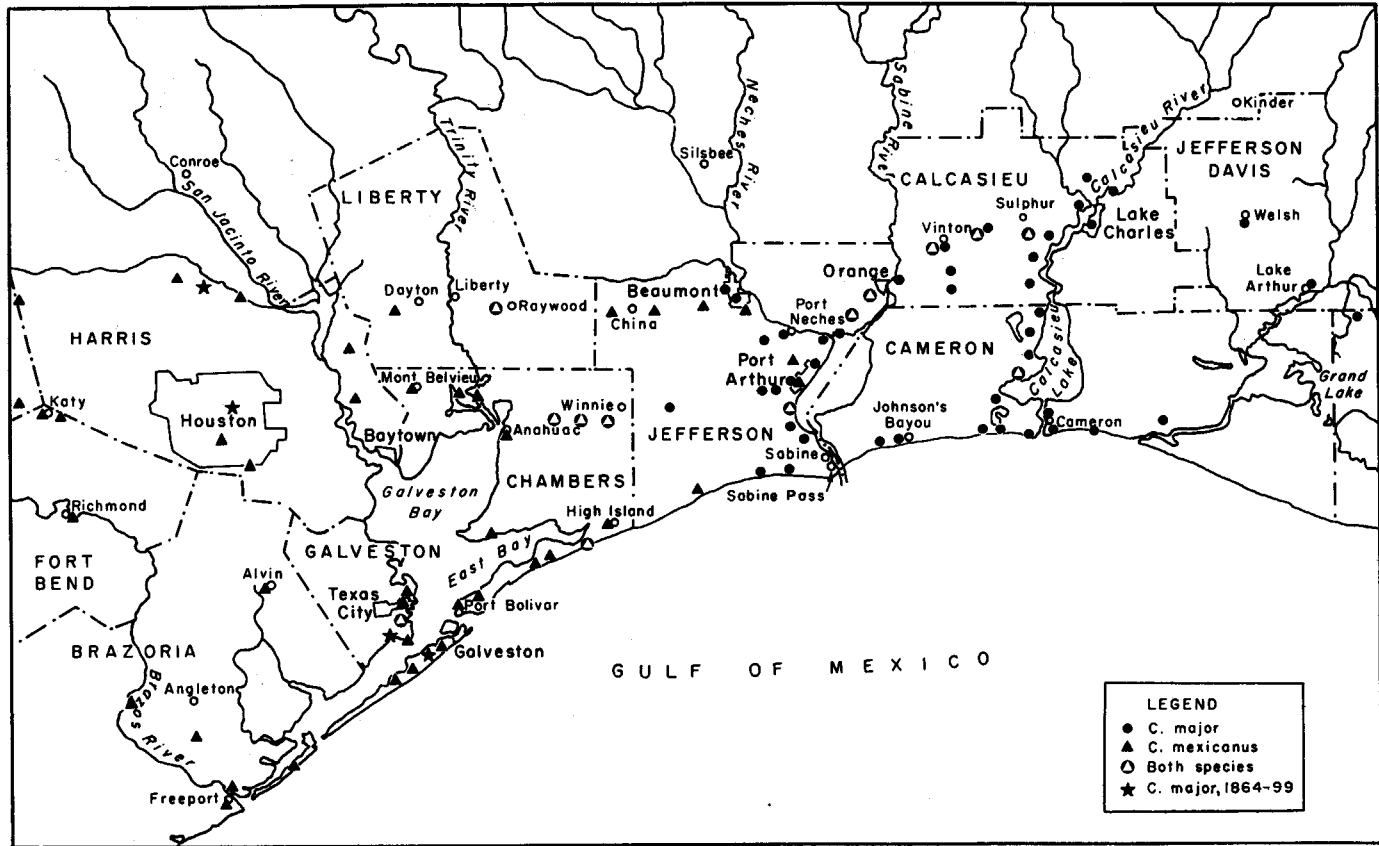 Conroe
San Jacinto River
LIBERTY
Trinity River
Silsbee
Neches River
Sabine River
CALCASIEU
Calcasieu River
Kinder
JEFFERSON
DAVIS
Sulphur
Vinton
Lake
Charles
Welsh
Dayton
Liberty
Raywood
Beaumont
China
Orange
Port
Neches
Lake
Arthur
HARRIS
CAMERON
Port
Arthur
Calcasieu
Lake
Grand
Lake
Mont Belvieu
Katy
Houston
Winnie
Baytown
Anahuac
JEFFERSON
Johnson's
Bayou
Cameron
Sabine
CHAMBERS
Galveston
Bay
Sabine Pass
Richmond
High Island
FORT
BEND
GALVESTON
East Bay
Alvin
Texas
City
Port Bolivar
BRAZORIA
Galveston
GULF OF MEXICO
Angleton
Brazos River
Freeport
LEGEND
C. major
C. mexicanus
Both species
C. major, 1864-99